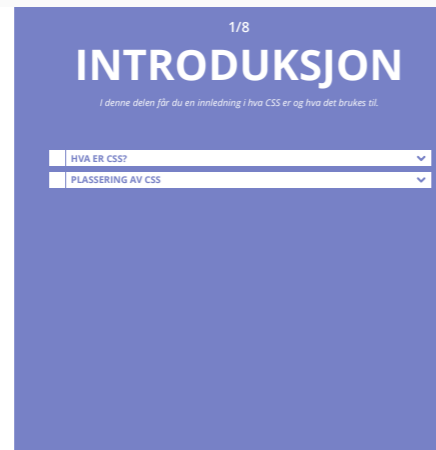 1/8
INTRODUKSJON
I denne delen får du en innledning i hva CSS er og hva det brukes til.
HVA ER CSS?
PLASSERING AV CSS